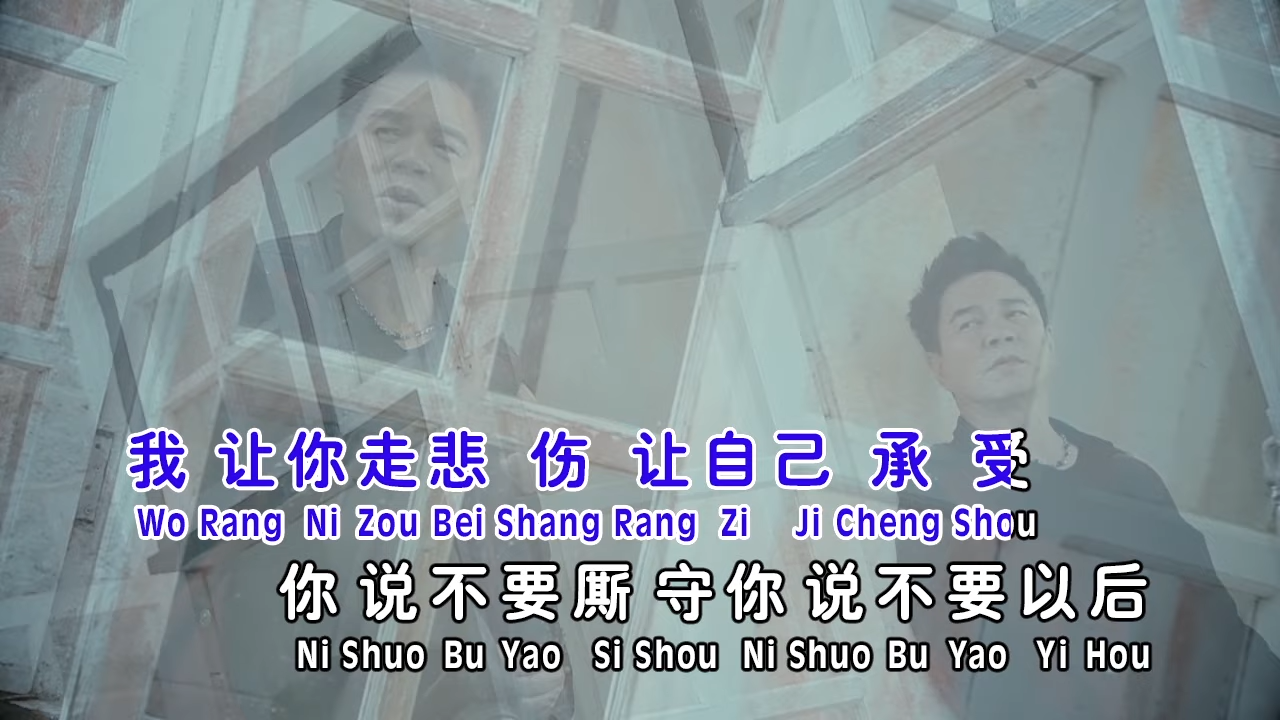 我 让你走悲 伤 让自己 承 受
Wo Rang Ni Zou Bei Shang Rang Zi Ji Cheng Shou
你 说不要厮 守你 说不要以后
Ni Shuo Bu Yao Si Shou Ni Shuo Bu Yao Yi Hou